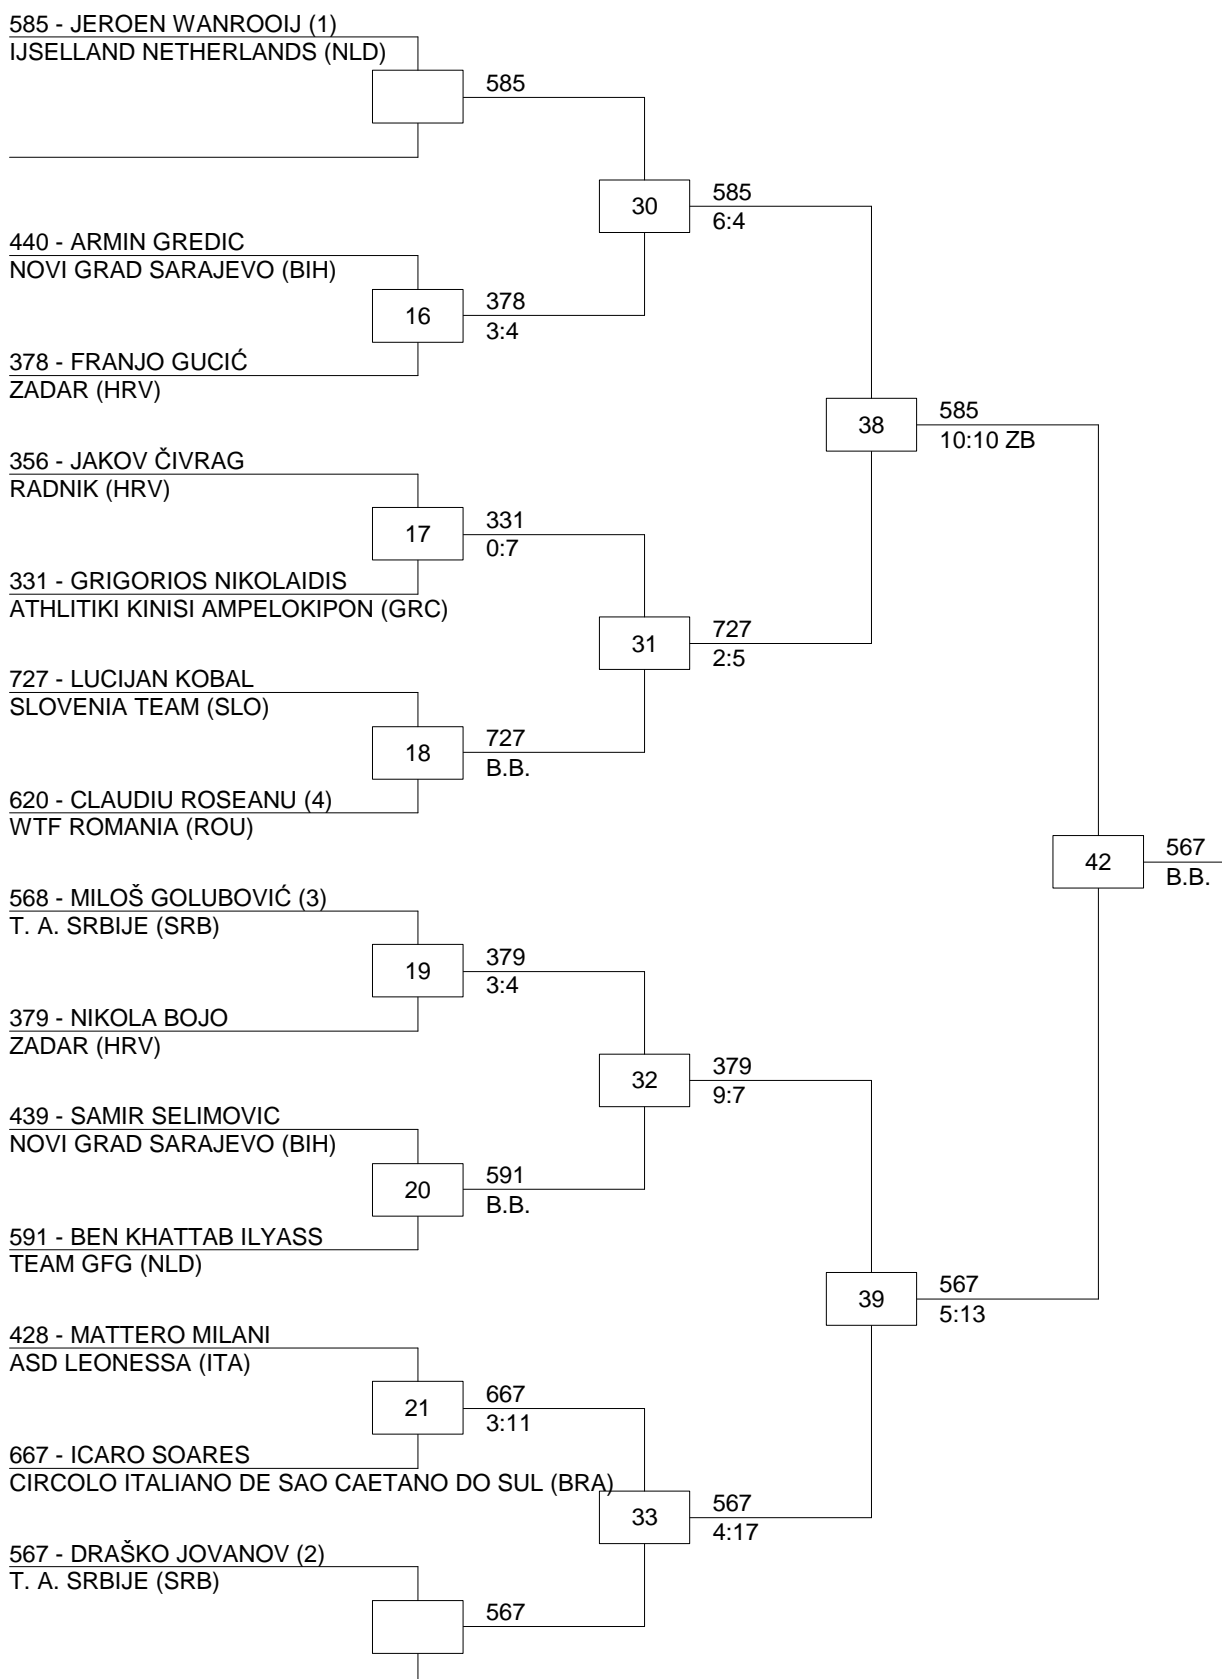 585 - JEROEN WANROOIJ (1)
IJSELLAND NETHERLANDS (NLD)
585
30
585
6:4
440 - ARMIN GREDIC
NOVI GRAD SARAJEVO (BIH)
16
378
3:4
378 - FRANJO GUCIĆ
ZADAR (HRV)
38
585
10:10 ZB
356 - JAKOV ČIVRAG
RADNIK (HRV)
17
331
0:7
331 - GRIGORIOS NIKOLAIDIS
ATHLITIKI KINISI AMPELOKIPON (GRC)
31
727
2:5
727 - LUCIJAN KOBAL
SLOVENIA TEAM (SLO)
18
727
B.B.
620 - CLAUDIU ROSEANU (4)
WTF ROMANIA (ROU)
42
567
B.B.
568 - MILOŠ GOLUBOVIĆ (3)
T. A. SRBIJE (SRB)
19
379
3:4
379 - NIKOLA BOJO
ZADAR (HRV)
32
379
9:7
439 - SAMIR SELIMOVIC
NOVI GRAD SARAJEVO (BIH)
20
591
B.B.
591 - BEN KHATTAB ILYASS
TEAM GFG (NLD)
39
567
5:13
428 - MATTERO MILANI
ASD LEONESSA (ITA)
21
667
3:11
667 - ICARO SOARES
CIRCOLO ITALIANO DE SAO CAETANO DO SUL (BRA)
33
567
4:17
567 - DRAŠKO JOVANOV (2)
T. A. SRBIJE (SRB)
567